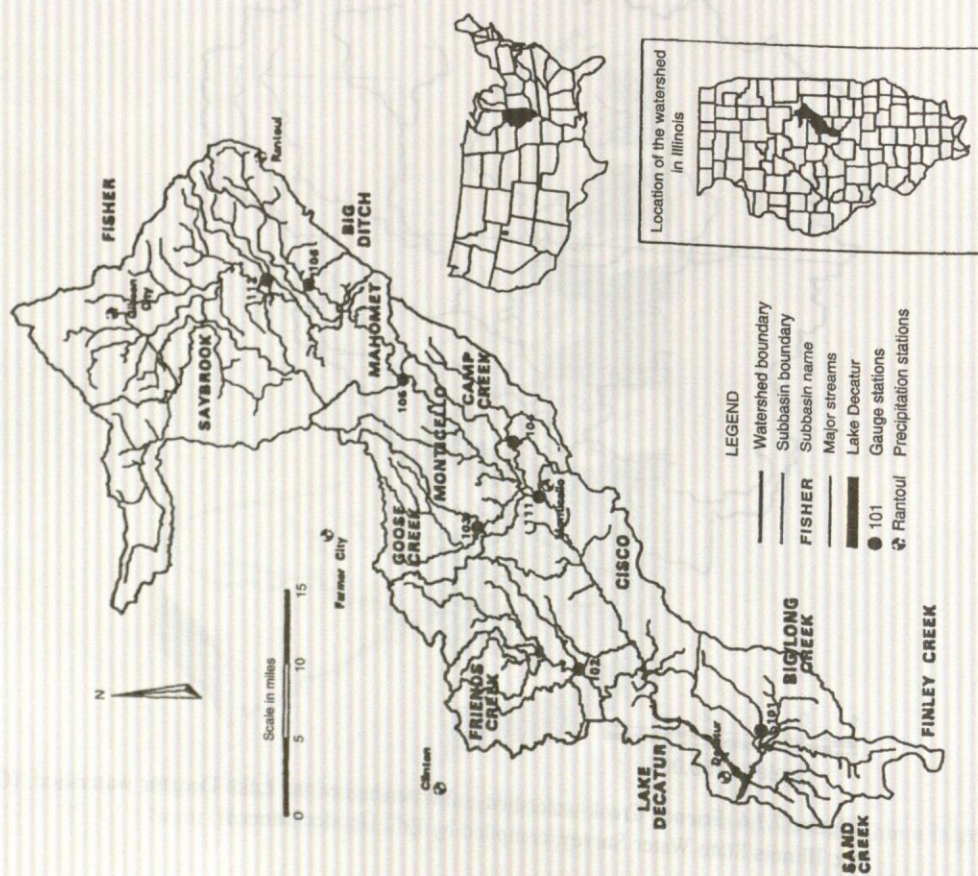 N
Scale in miles
0
5
10
15
FISHER
Gibson
City
Rantoul
SAYBROOK
112
106
BIG
DITCH
MAHOMET
105
CAMP
CREEK
MONTICELLO
104
GOOSE
CREEK
103
111
Monticello
Farmer City
CISCO
FRIENDS
CREEK
102
Clinton
LAKE
DECATUR
Decatur
101
BIG/LONG
CREEK
FINLEY CREEK
SAND
CREEK
LEGEND
Watershed boundary
Subbasin boundary
FISHER Subbasin name
Major streams
Lake Decatur
101 Gauge stations
Rantoul Precipitation stations
Location of the watershed
in Illinois